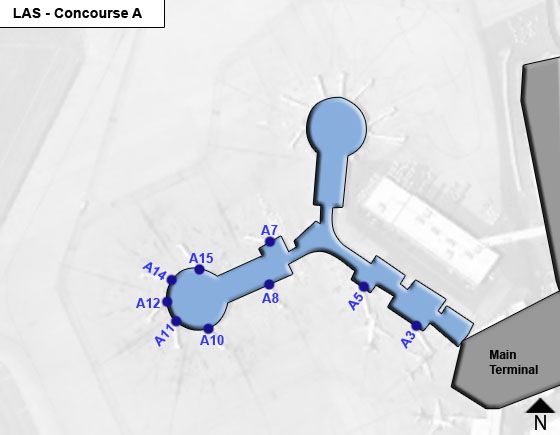 LAS - Concourse A
A7
A15
A14
A8
A12
A5
A11
A10
A3
Main
Terminal
N